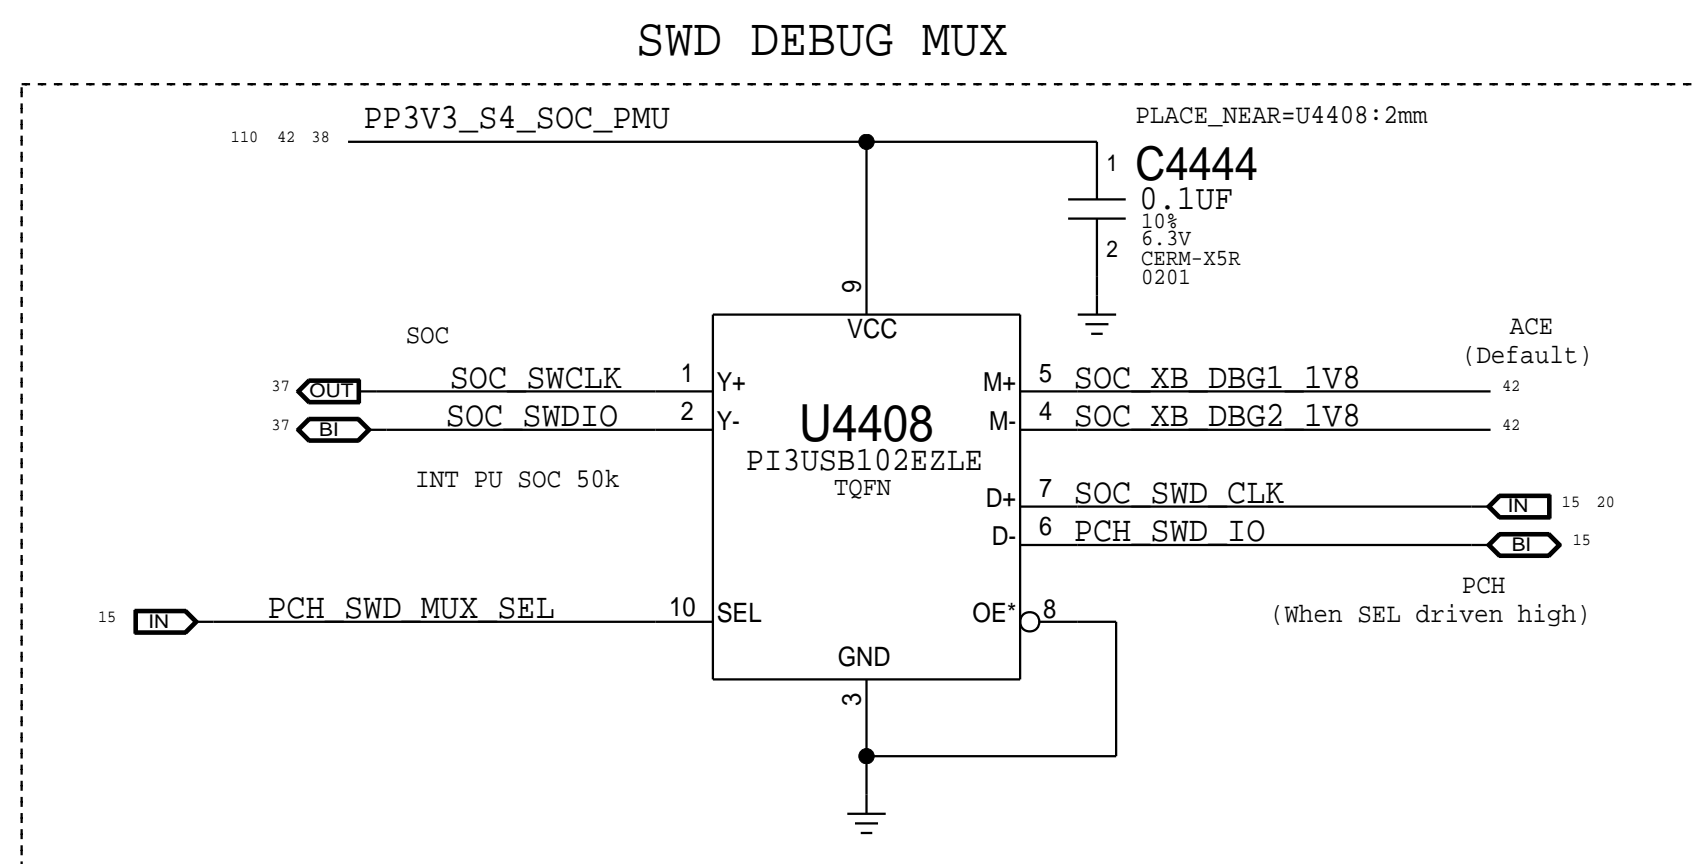 SWD DEBUG MUX
PP3V3_S4_SOC_PMU
110 42 38
PLACE_NEAR=U4408:2mm
1
C4444
0.1UF
10%
6.3V
CERM-X5R
0201
2
9
VCC
SOC
ACE
(Default)
37 OUT SOC_SWCLK 1 Y+
M+ 5 SOC_XB_DBG1_1V8 42
37 BI SOC_SWDIO 2 Y-
M- 4 SOC_XB_DBG2_1V8 42
U4408
PI3USB102EZLE
TQFN
INT PU SOC 50k
D+ 7 SOC_SWD_CLK IN 15 20
D- 6 PCH_SWD_IO BI 15
PCH
(When SEL driven high)
15 IN PCH_SWD_MUX_SEL 10 SEL
OE* 8
GND
3